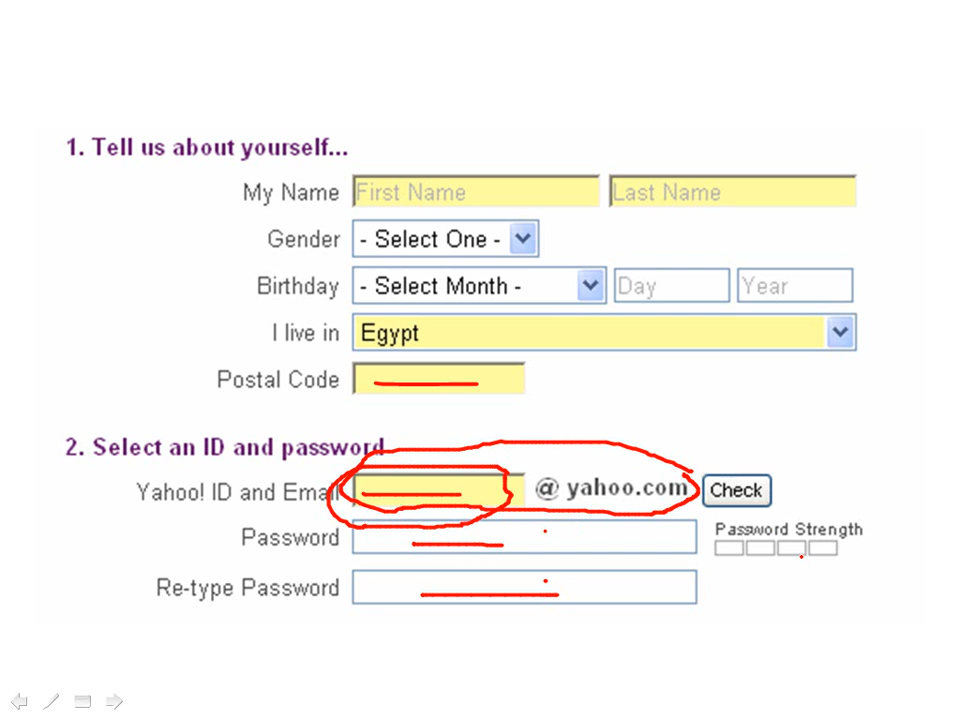 1. Tell us about yourself...
My Name First Name Last Name
Gender - Select One -
Birthday - Select Month - Day Year
I live in Egypt
Postal Code
2. Select an ID and password
Yahoo! ID and Email @ yahoo.com Check
Password Password Strength
Re-type Password